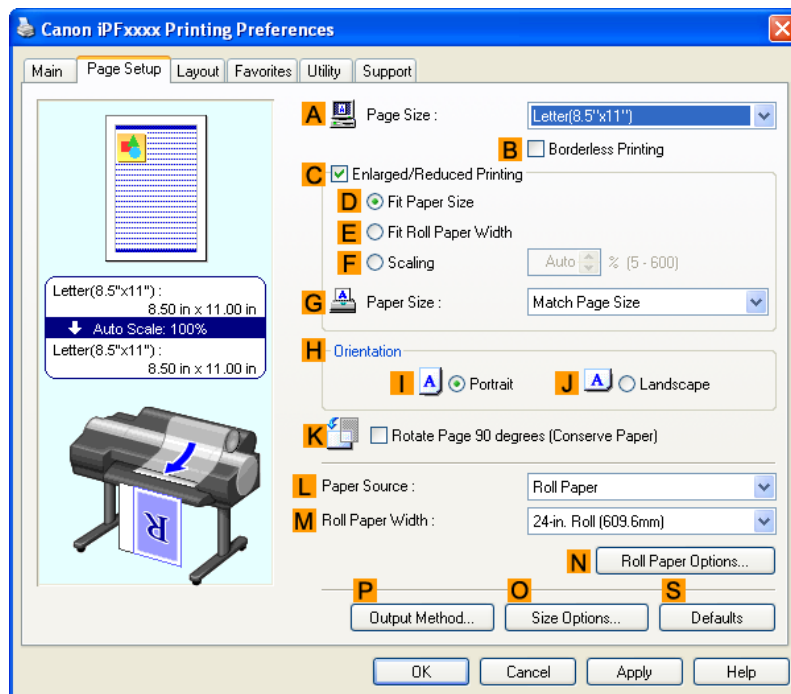 Canon iPFxxxx Printing Preferences
Main Page Setup Layout Favorites Utility Support
A Page Size : Letter(8.5"x11")
B Borderless Printing
C Enlarged/Reduced Printing
D Fit Paper Size
E Fit Roll Paper Width
F Scaling Auto % (5 - 600)
G Paper Size : Match Page Size
Letter(8.5"x11") :
8.50 in x 11.00 in
Auto Scale: 100%
Letter(8.5"x11") :
8.50 in x 11.00 in
H Orientation
I A Portrait J A Landscape
K Rotate Page 90 degrees (Conserve Paper)
L Paper Source : Roll Paper
M Roll Paper Width : 24-in. Roll (609.6mm)
N Roll Paper Options...
R
P O S
Output Method... Size Options... Defaults
OK Cancel Apply Help